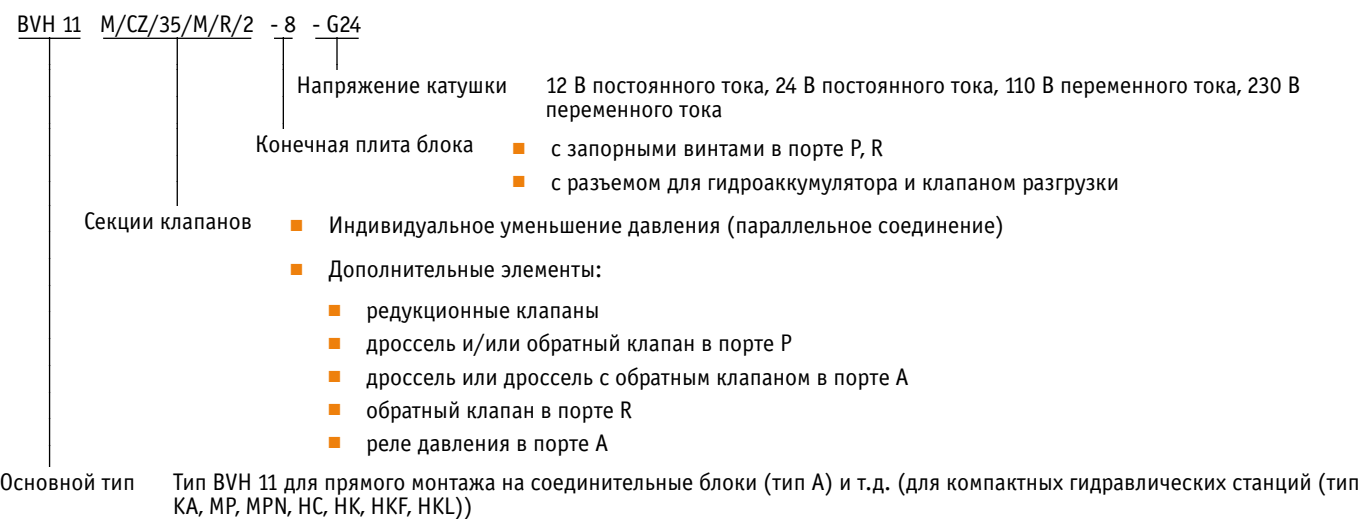 BVH 11 M/CZ/35/M/R/2 - 8 - G24
Напряжение катушки 12 В постоянного тока, 24 В постоянного тока, 110 В переменного тока, 230 В
переменного тока
Конечная плита блока ■ с запорными винтами в порте P, R
■ с разъемом для гидроаккумулятора и клапаном разгрузки
Секции клапанов ■ Индивидуальное уменьшение давления (параллельное соединение)
■ Дополнительные элементы:
■ редукционные клапаны
■ дроссель и/или обратный клапан в порте P
■ дроссель или дроссель с обратным клапаном в порте A
■ обратный клапан в порте R
■ реле давления в порте A
Основной тип Тип BVH 11 для прямого монтажа на соединительные блоки (тип A) и т.д. (для компактных гидравлических станций (тип
KA, MP, MPN, HC, HK, HKF, HKL))